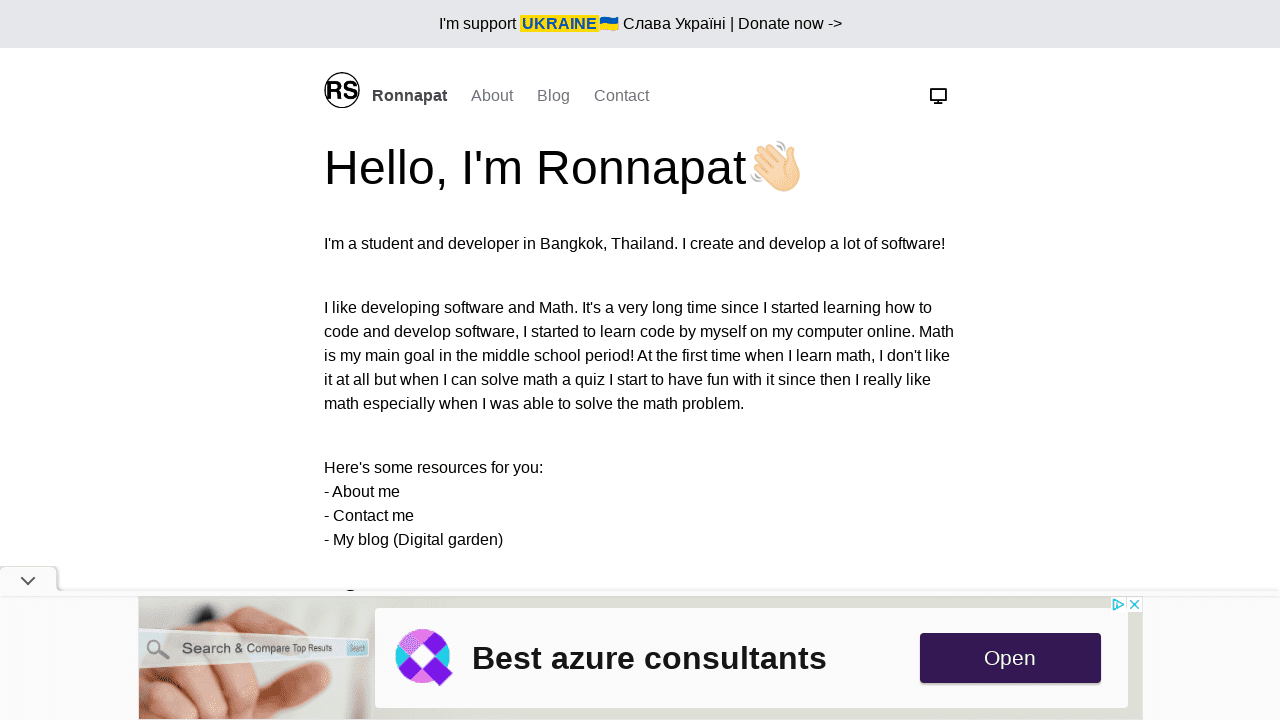 I'm support UKRAINE🇺🇦 Слава Україні | Donate now ->
RS Ronnapat About Blog Contact
Hello, I'm Ronnapat👋🏻
I'm a student and developer in Bangkok, Thailand. I create and develop a lot of software!
I like developing software and Math. It's a very long time since I started learning how to
code and develop software, I started to learn code by myself on my computer online. Math
is my main goal in the middle school period! At the first time when I learn math, I don't like
it at all but when I can solve math a quiz I start to have fun with it since then I really like
math especially when I was able to solve the math problem.
Here's some resources for you:
- About me
- Contact me
- My blog (Digital garden)
Search & Compare Top Results Search
Best azure consultants
Open